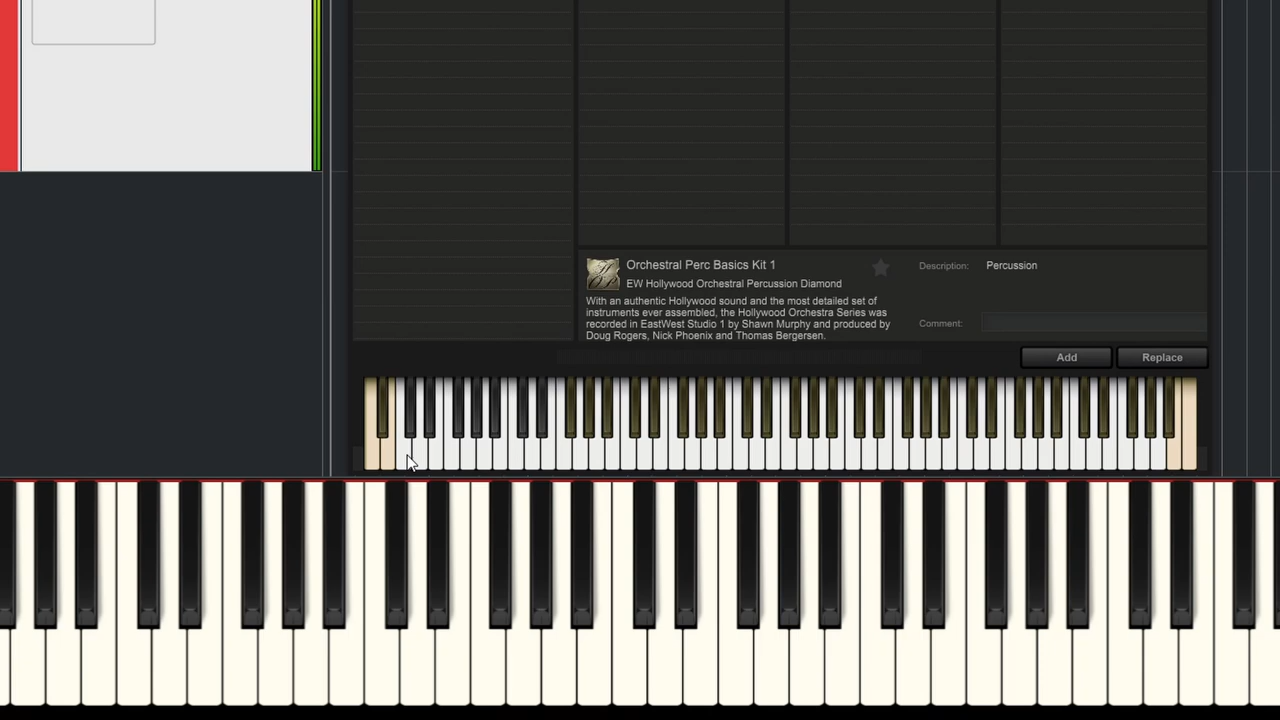 Orchestral Perc Basics Kit 1
EW Hollywood Orchestral Percussion Diamond
With an authentic Hollywood sound and the most detailed set of
instruments ever assembled, the Hollywood Orchestra Series was
recorded in EastWest Studio 1 by Shawn Murphy and produced by
Doug Rogers, Nick Phoenix and Thomas Bergersen.
Description: Percussion
Comment:
Add Replace